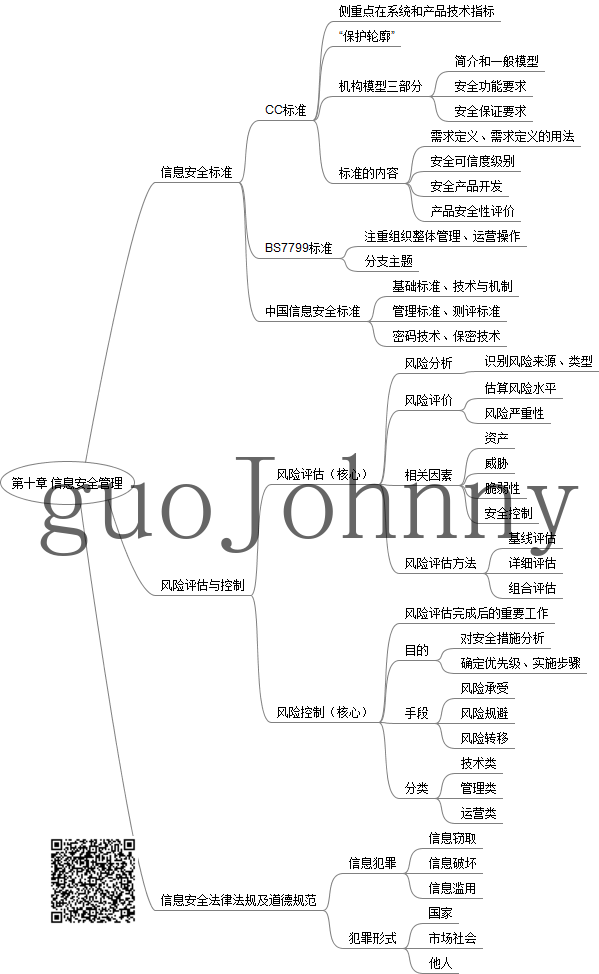 第十章 信息安全管理
信息安全标准
CC标准
侧重点在系统和产品技术指标
“保护轮廓”
机构模型三部分
简介和一般模型
安全功能要求
安全保证要求
标准的内容
需求定义、需求定义的用法
安全可信度级别
安全产品开发
产品安全性评价
BS7799标准
注重组织整体管理、运营操作
分支主题
中国信息安全标准
基础标准、技术与机制
管理标准、测评标准
密码技术、保密技术
风险评估与控制
风险评估（核心）
风险分析
识别风险来源、类型
风险评价
估算风险水平
风险严重性
相关因素
资产
威胁
脆弱性
安全控制
风险评估方法
基线评估
详细评估
组合评估
风险控制（核心）
风险评估完成后的重要工作
目的
对安全措施分析
确定优先级、实施步骤
手段
风险承受
风险规避
风险转移
分类
技术类
管理类
运营类
信息安全法律法规及道德规范
信息犯罪
信息窃取
信息破坏
信息滥用
犯罪形式
国家
市场社会
他人
guoJohnny